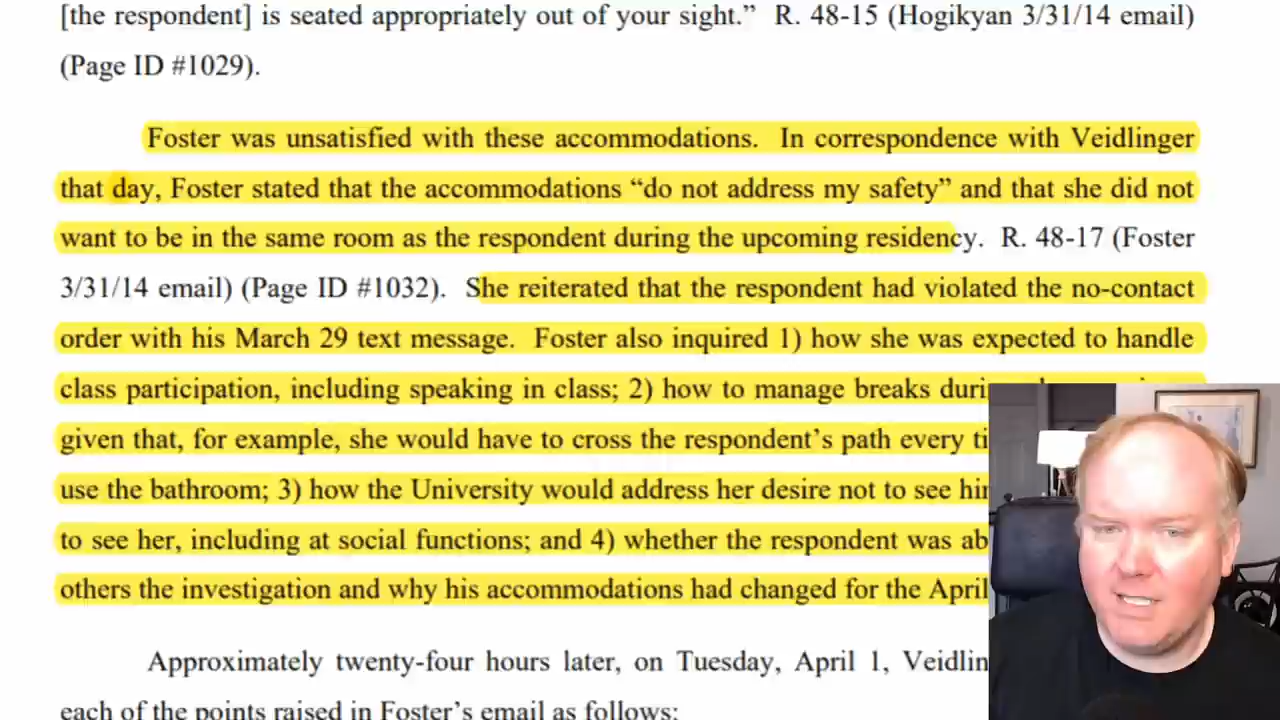 [the respondent] is seated appropriately out of your sight.” R. 48-15 (Hogikyan 3/31/14 email)
(Page ID #1029).
Foster was unsatisfied with these accommodations. In correspondence with Veidlinger
that day, Foster stated that the accommodations “do not address my safety” and that she did not
want to be in the same room as the respondent during the upcoming residency. R. 48-17 (Foster
3/31/14 email) (Page ID #1032). She reiterated that the respondent had violated the no-contact
order with his March 29 text message. Foster also inquired 1) how she was expected to handle
class participation, including speaking in class; 2) how to manage breaks
given that, for example, she would have to cross the respondent’s path every
use the bathroom; 3) how the University would address her desire not to see
to see her, including at social functions; and 4) whether the respondent was
others the investigation and why his accommodations had changed for the April
Approximately twenty-four hours later, on Tuesday, April 1,
each of the points raised in Foster’s email as follows: